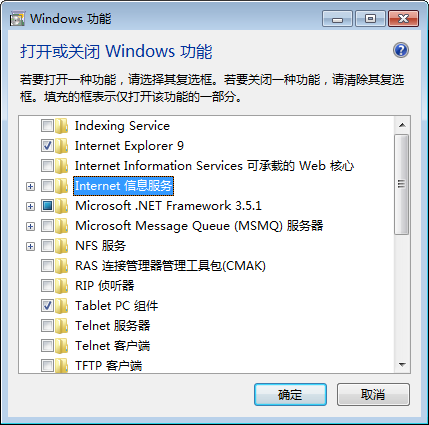 Windows 功能
打开或关闭 Windows 功能
若要打开一种功能，请选择其复选框。若要关闭一种功能，请清除其复选
框。填充的框表示仅打开该功能的一部分。
Indexing Service
Internet Explorer 9
Internet Information Services 可承载的 Web 核心
Internet 信息服务
Microsoft .NET Framework 3.5.1
Microsoft Message Queue (MSMQ) 服务器
NFS 服务
RAS 连接管理器管理工具包(CMAK)
RIP 侦听器
Tablet PC 组件
Telnet 服务器
Telnet 客户端
TFTP 客户端
确定 取消